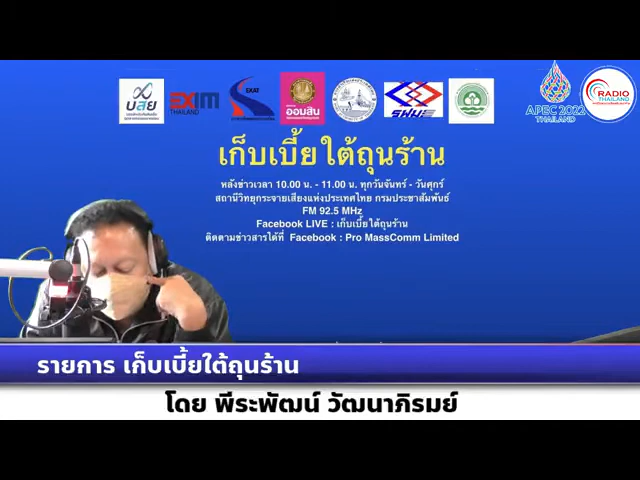 บสย
EXIM
THAILAND
EXAT
ออมสิน
รฟม
APEC 2022
THAILAND
RADIO
THAILAND
เก็บเบี้ยใต้ถุนร้าน
หลังข่าวเวลา 10.00 น. - 11.00 น. ทุกวันจันทร์ - วันศุกร์
สถานีวิทยุกระจายเสียงแห่งประเทศไทย กรมประชาสัมพันธ์
FM 92.5 MHz
Facebook LIVE : เก็บเบี้ยใต้ถุนร้าน
ติดตามข่าวสารได้ที่ Facebook : Pro MassComm Limited
รายการ เก็บเบี้ยใต้ถุนร้าน
โดย พีระพัฒน์ วัฒนาภิรมย์